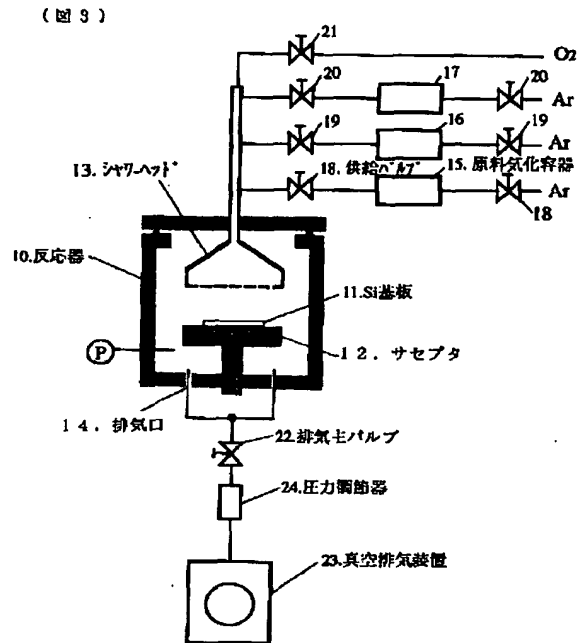 (図3)
21
O2
20
17
20
Ar
19
16
19
Ar
13. シャワーヘッド
18. 供給バルブ
15. 原料気化容器
Ar
18
10.反応器
11.Si基板
P
12. サセプタ
14. 排気口
22.排気主バルブ
24.圧力調節器
23.真空排気装置